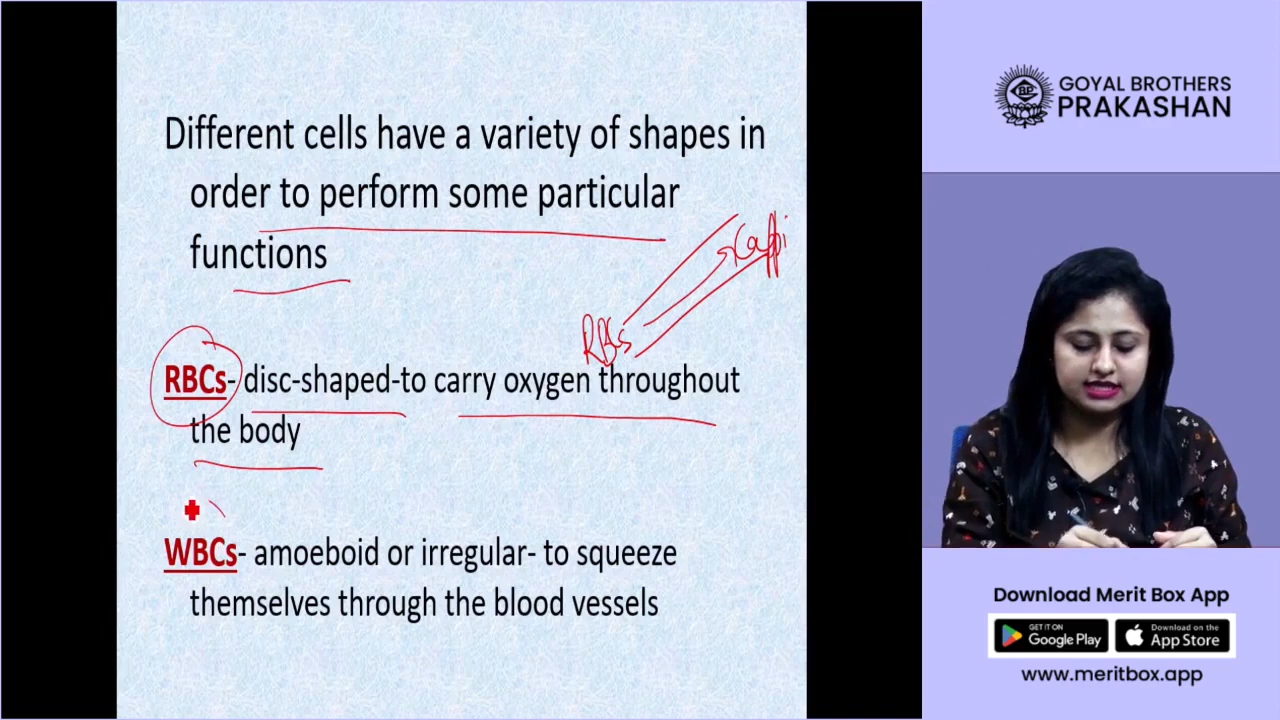 Different cells have a variety of shapes in
order to perform some particular
functions
RBCs
RBCs- disc-shaped-to carry oxygen throughout
the body
WBCs- amoeboid or irregular- to squeeze
themselves through the blood vessels
BP
GOYAL BROTHERS
PRAKASHAN
Download Merit Box App
GET IT ON
Google Play
Download on the
App Store
www.meritbox.app